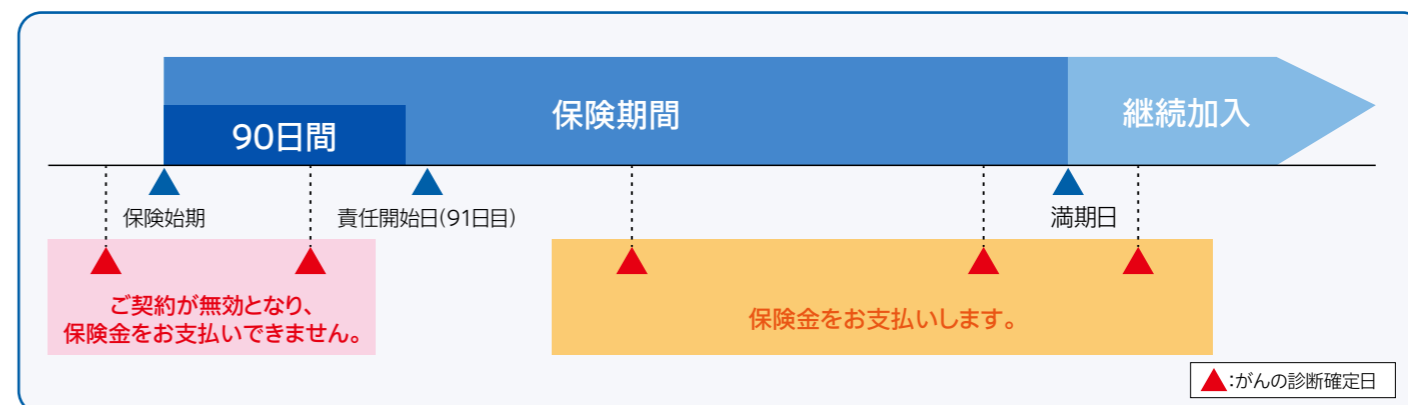 保険期間
継続加入
90日間
保険始期
責任開始日(91日目)
満期日
ご契約が無効となり、
保険金をお支払いできません。
保険金をお支払いします。
:がんの診断確定日